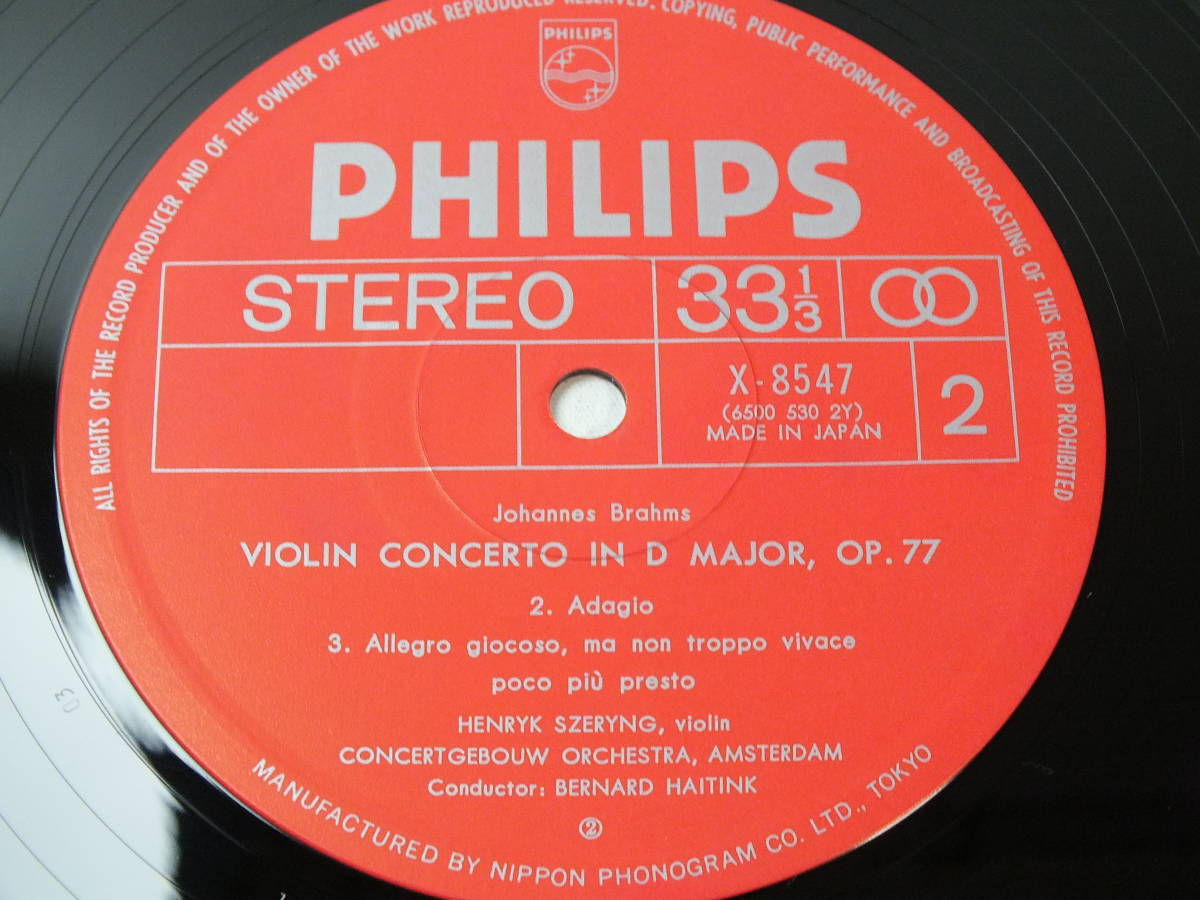 ALL RIGHTS OF THE RECORD PRODUCER AND OF THE OWNER OF THE WORK REPRODUCED RESERVED. COPYING, PUBLIC PERFORMANCE AND BROADCASTING OF THIS RECORD PROHIBITED
PHILIPS
PHILIPS
STEREO 33 1/3
X-8547
(6500 530 2Y)
MADE IN JAPAN
2
Johannes Brahms
VIOLIN CONCERTO IN D MAJOR, OP. 77
2. Adagio
3. Allegro giocoso, ma non troppo vivace
poco più presto
HENRYK SZERYNG, violin
CONCERTGEBOUW ORCHESTRA, AMSTERDAM
Conductor: BERNARD HAITINK
②
MANUFACTURED BY NIPPON PHONOGRAM CO. LTD., TOKYO